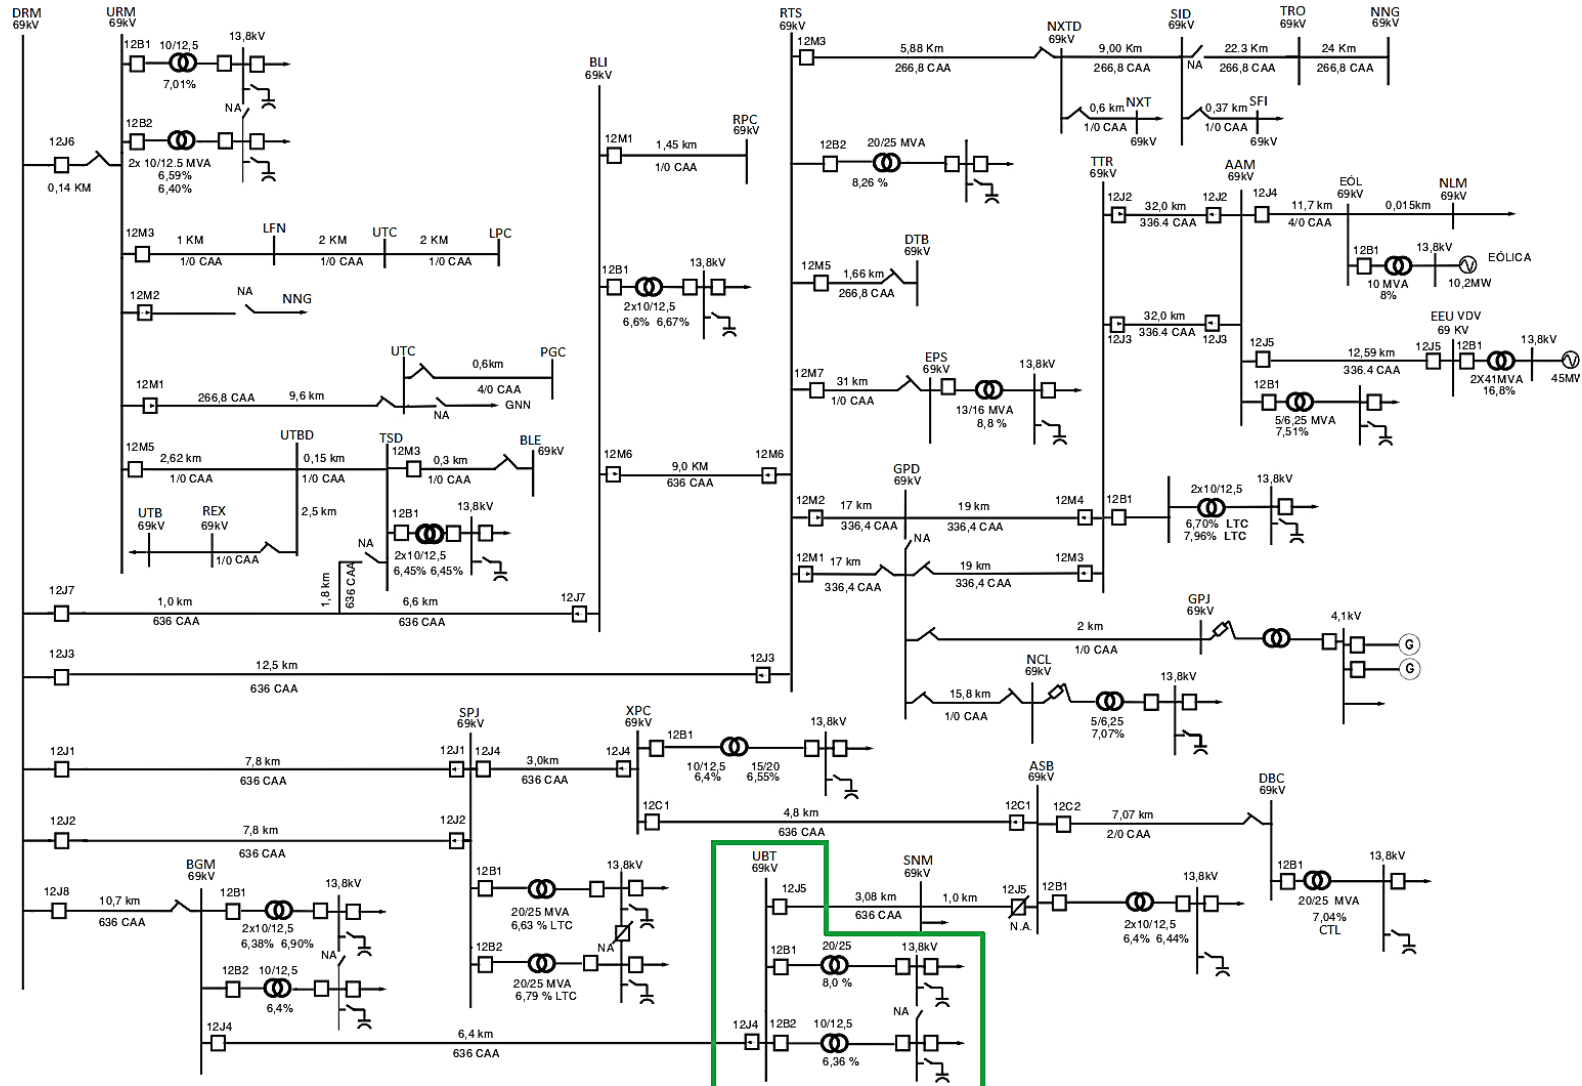 DRM
69kV
URM
69kV
12B1
10/12,5
7,01%
13,8kV
NA
12B2
2x 10/12.5 MVA
6,59%
6,40%
12J6
0,14 KM
12M3
1 KM
1/0 CAA
LFN
2 KM
1/0 CAA
UTC
2 KM
1/0 CAA
LPC
12M2
NA
NNG
12M1
266,8 CAA
9,6 km
UTC
0,6km
4/0 CAA
PGC
NA
GNN
12M5
2,62 km
1/0 CAA
UTBD
0,15 km
1/0 CAA
TSD
12M3
0,3 km
1/0 CAA
BLE
69kV
2,5 km
UTB
69kV
REX
69kV
1/0 CAA
12B1
13,8kV
2x10/12,5
6,45% 6,45%
NA
1,8 km
636 CAA
12J7
1,0 km
636 CAA
6,6 km
636 CAA
12J7
12J3
12,5 km
636 CAA
12J3
BLI
69kV
12M1
1,45 km
1/0 CAA
RPC
69kV
12B1
2x10/12,5
6,6% 6,67%
13,8kV
12M6
9,0 KM
636 CAA
12M6
RTS
69kV
12M3
5,88 Km
266,8 CAA
NXTD
69kV
9,00 Km
266,8 CAA
SID
69kV
NA
22.3 Km
266,8 CAA
TRO
69kV
24 Km
266,8 CAA
NNG
69kV
0,6 km
1/0 CAA
NXT
69kV
0,37 km
1/0 CAA
SFI
69kV
12B2
20/25 MVA
8,26 %
12M5
1,66 km
266,8 CAA
DTB
69kV
12M7
31 km
1/0 CAA
EPS
69kV
13/16 MVA
8,8 %
13,8kV
12M2
17 km
336,4 CAA
GPD
69kV
19 km
336,4 CAA
12M4
NA
12M1
17 km
336,4 CAA
19 km
336,4 CAA
12M3
TTR
69kV
12J2
32,0 km
336.4 CAA
12J2
12J3
32,0 km
336.4 CAA
12J3
AAM
69kV
12J4
11,7 km
4/0 CAA
EÓL
69kV
0,015km
NLM
69kV
12B1
10 MVA
8%
13,8kV
EÓLICA
10,2MW
12J5
12,59 km
336.4 CAA
12J5
EEU VDV
69 KV
12B1
2X41MVA
16,8%
13,8kV
45MW
12B1
5/6,25 MVA
7,51%
12B1
2x10/12,5
6,70% LTC
7,96% LTC
13,8kV
2 km
1/0 CAA
GPJ
69kV
4,1kV
G
G
15,8 km
1/0 CAA
NCL
69kV
5/6,25
7,07%
13,8kV
12J1
7,8 km
636 CAA
12J1
SPJ
69kV
12J4
3,0km
636 CAA
12J4
XPC
69kV
12B1
10/12,5
6,4%
15/20
6,55%
13,8kV
12C1
4,8 km
636 CAA
12C1
ASB
69kV
12C2
7,07 km
2/0 CAA
DBC
69kV
12B1
20/25 MVA
7,04%
CTL
13,8kV
12B1
2x10/12,5
6,4% 6,44%
13,8kV
12J2
7,8 km
636 CAA
12J2
12B1
20/25 MVA
6,63 % LTC
13,8kV
NA
12B2
20/25 MVA
6,79 % LTC
12J8
10,7 km
636 CAA
BGM
69kV
12B1
2x10/12,5
6,38% 6,90%
13,8kV
NA
12B2
10/12,5
6,4%
12J4
6,4 km
636 CAA
12J4
UBT
69kV
12J5
3,08 km
636 CAA
SNM
69kV
1,0 km
12J5
N.A.
12B1
20/25
8,0 %
13,8kV
NA
12B2
10/12,5
6,36 %